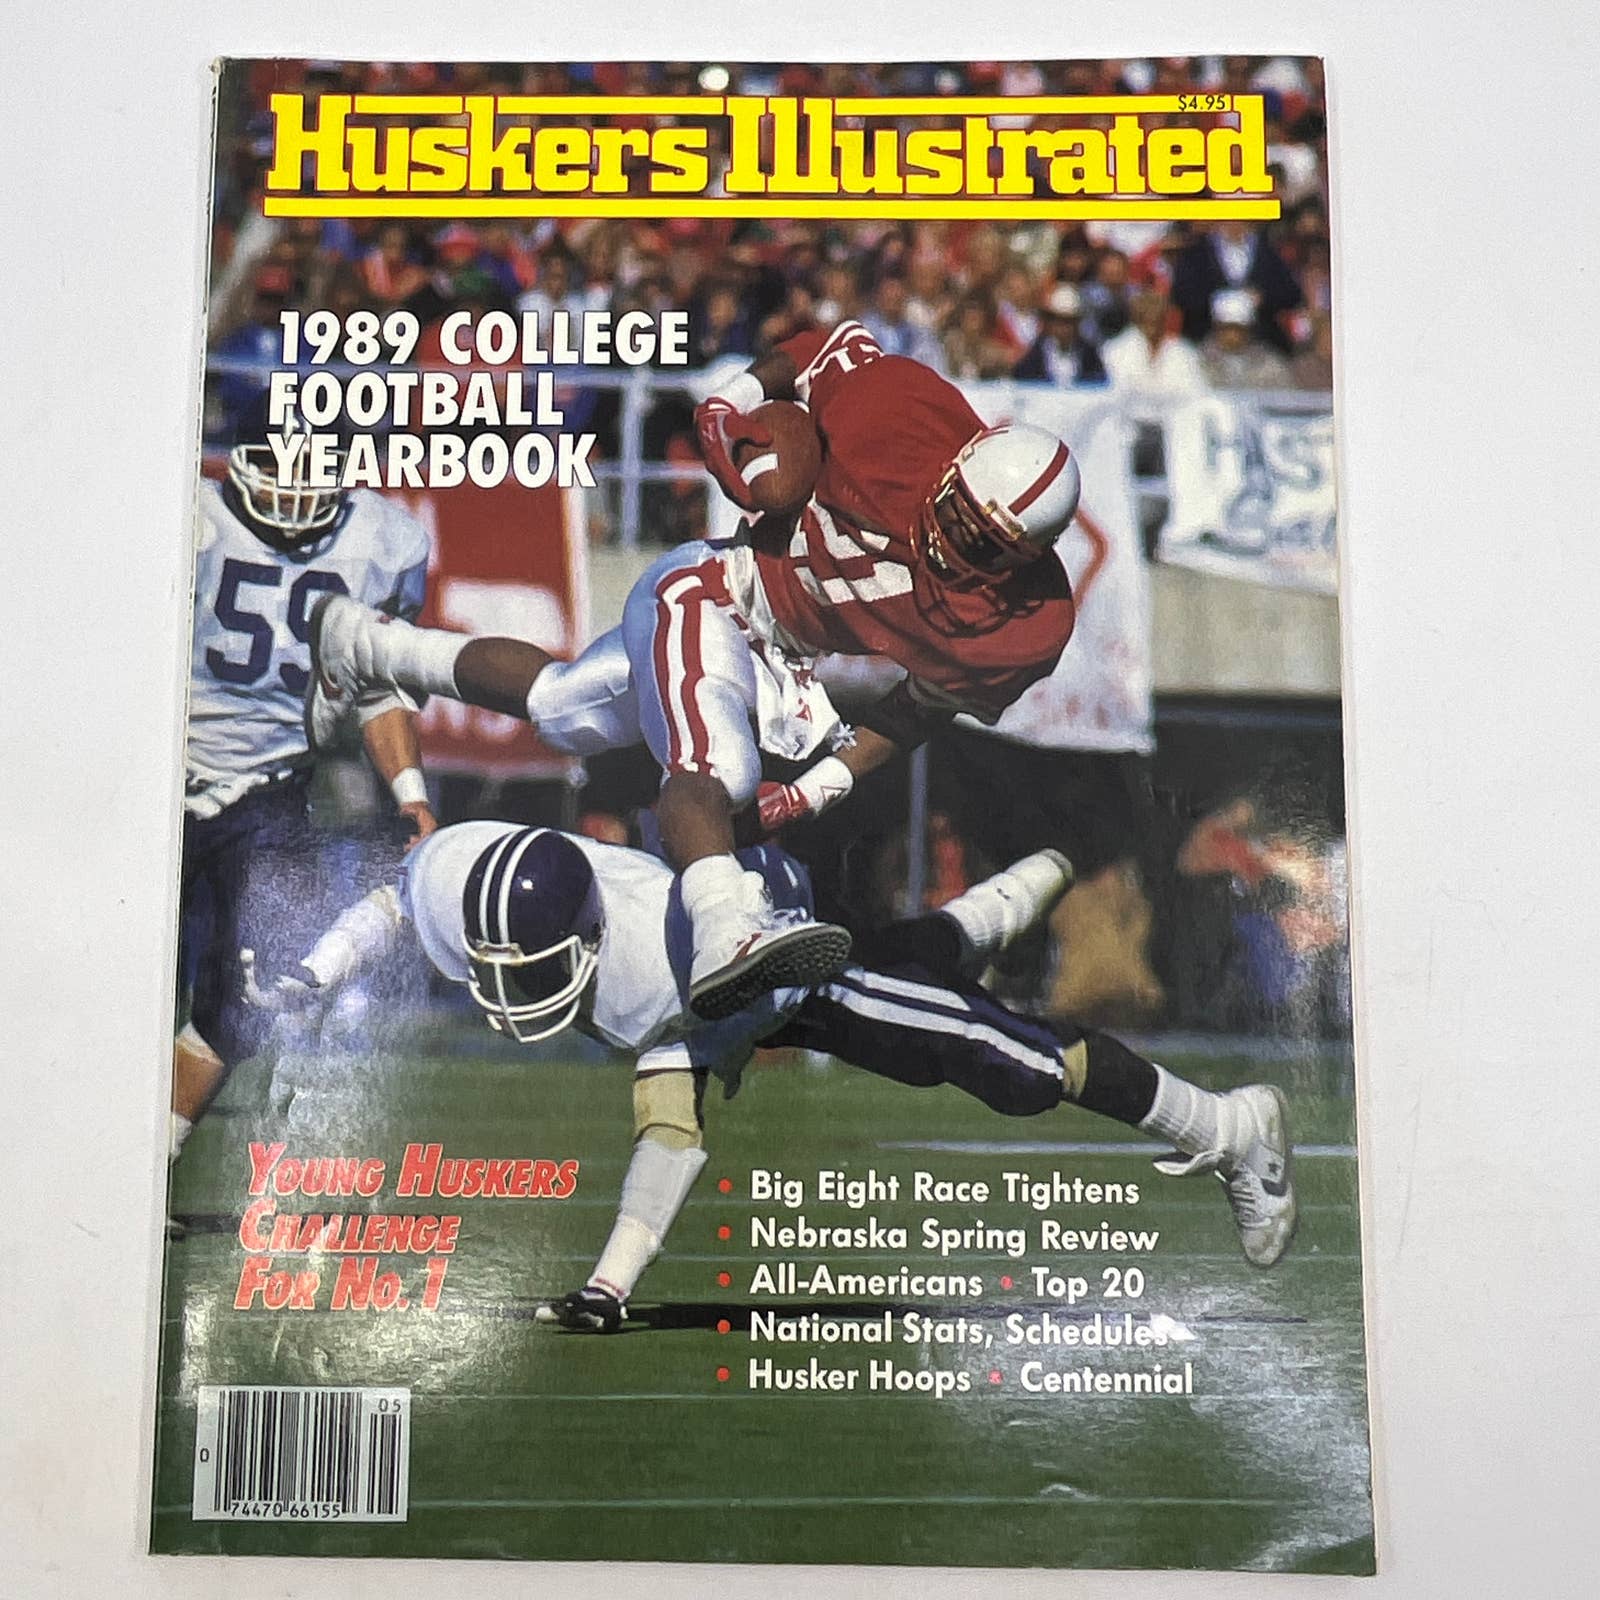 $4.95
Huskers Illustrated
1989 COLLEGE
FOOTBALL
YEARBOOK
59
YOUNG HUSKERS
CHALLENGE
FOR NO. 1
• Big Eight Race Tightens
• Nebraska Spring Review
• All-Americans • Top 20
• National Stats, Schedules
• Husker Hoops • Centennial
05
0
74470 66155